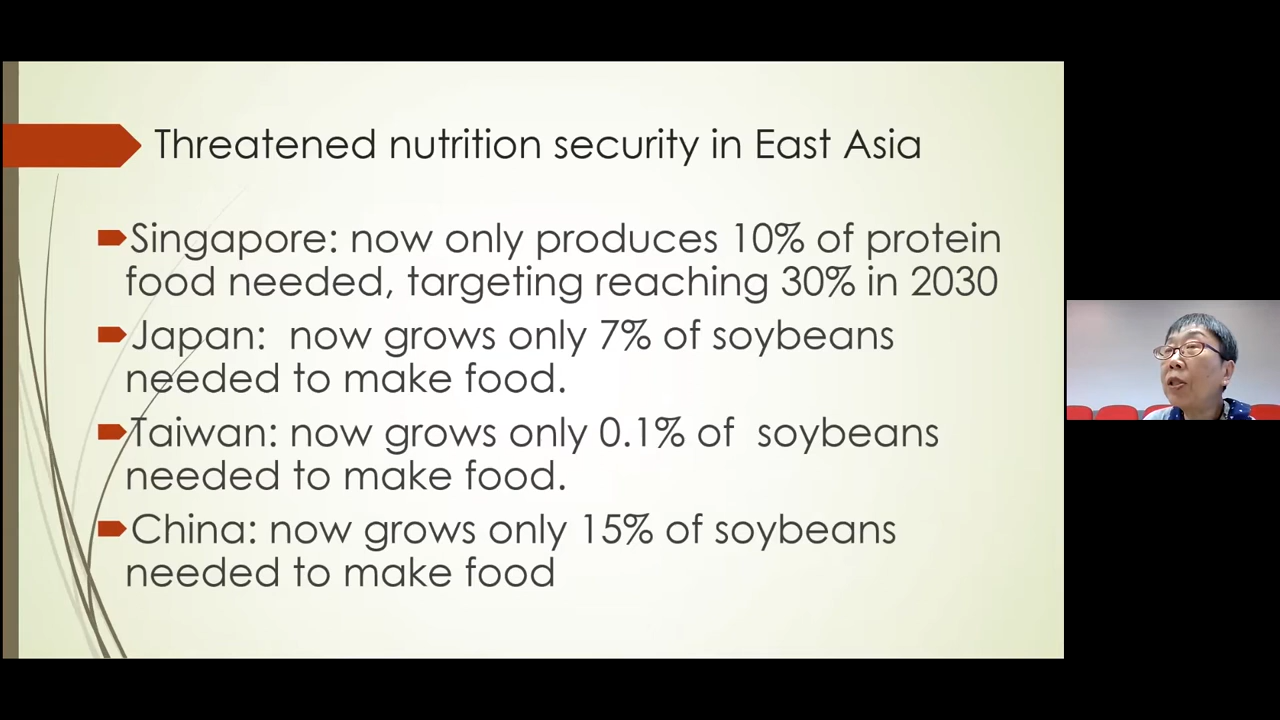 Threatened nutrition security in East Asia
Singapore: now only produces 10% of protein
food needed, targeting reaching 30% in 2030
Japan: now grows only 7% of soybeans
needed to make food.
Taiwan: now grows only 0.1% of soybeans
needed to make food.
China: now grows only 15% of soybeans
needed to make food